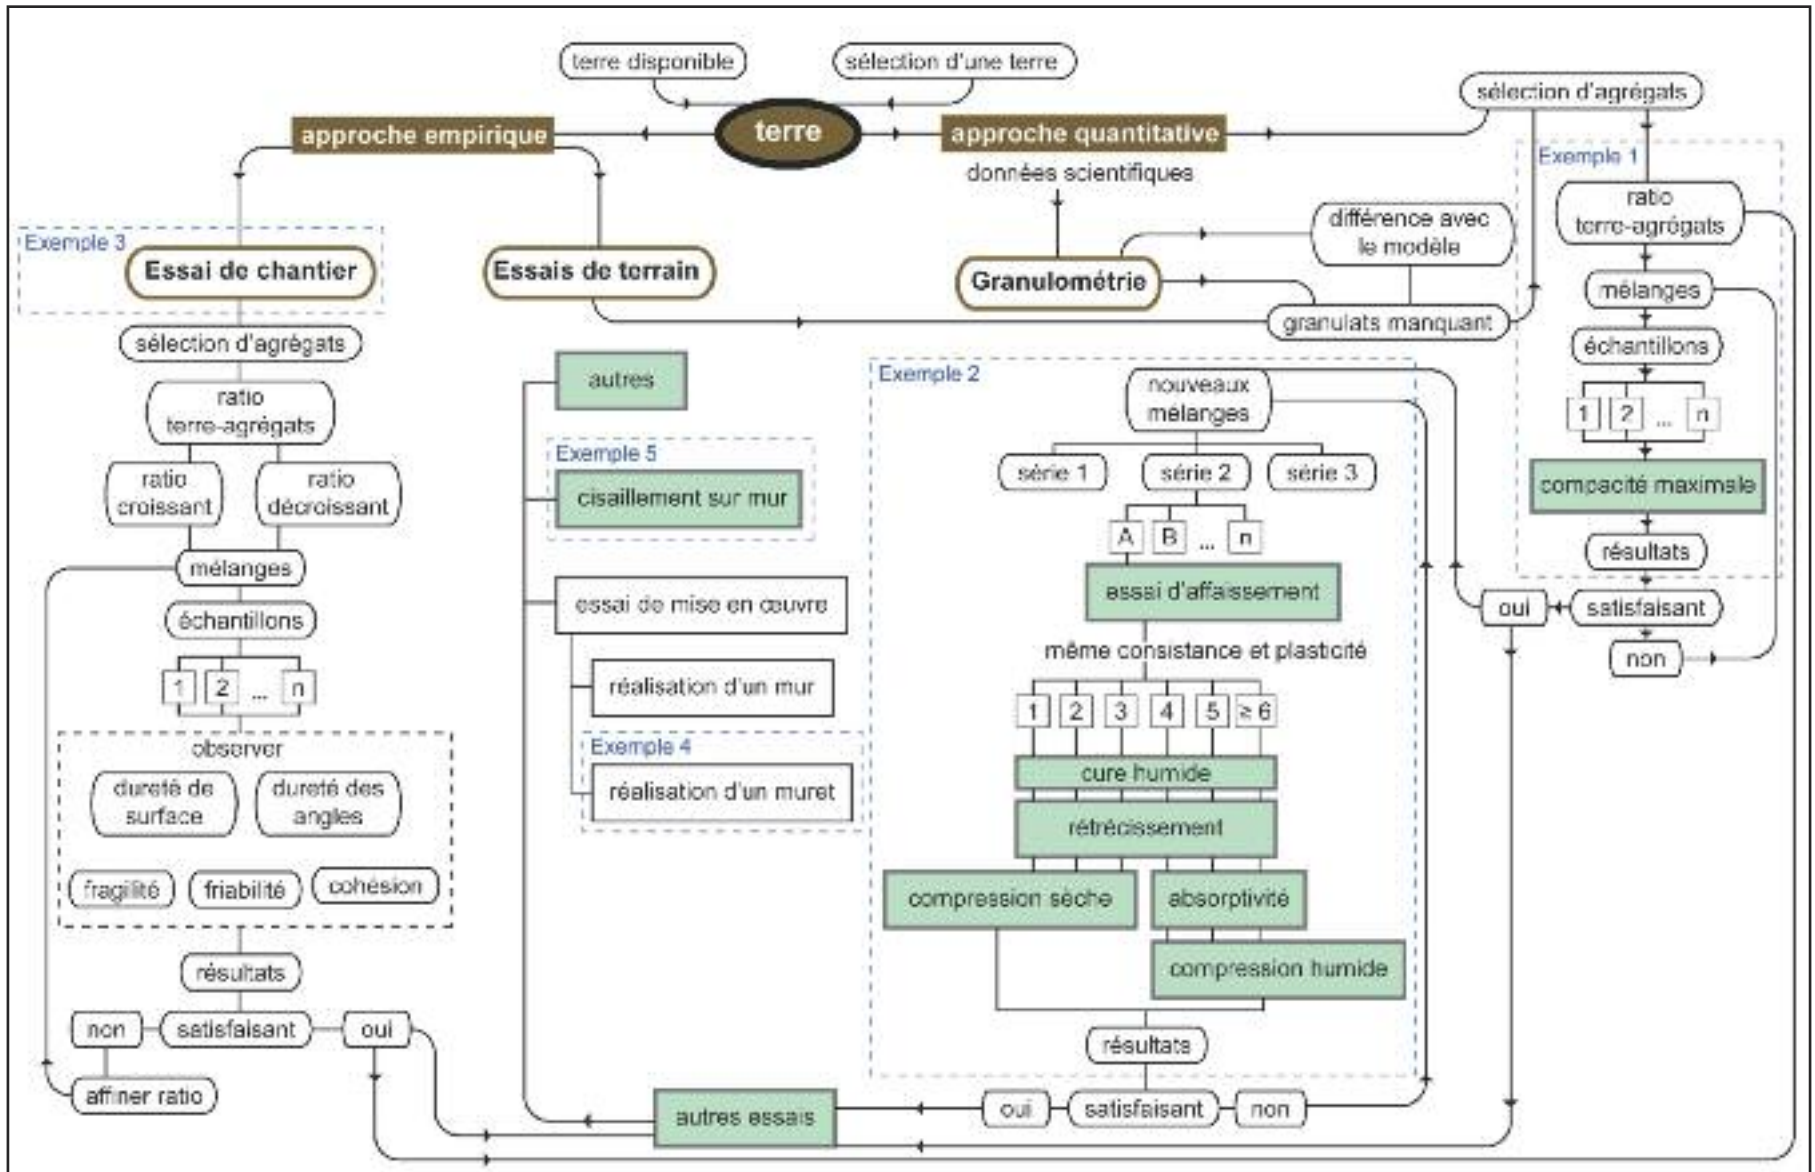 terre disponible
sélection d'une terre
sélection d'agrégats
approche empirique
terre
approche quantitative
données scientifiques
Exemple 1
ratio
terre-agrégats
différence avec
le modèle
Exemple 3
Essai de chantier
Essais de terrain
Granulométrie
granulats manquant
mélanges
échantillons
1 2 ... n
compacité maximale
résultats
satisfaisant
oui
non
sélection d'agrégats
ratio
terre-agrégats
ratio
croissant
ratio
décroissant
mélanges
échantillons
1 2 ... n
observer
dureté de
surface
dureté des
angles
fragilité
friabilité
cohésion
résultats
non
satisfaisant
oui
affiner ratio
autres
Exemple 5
cisaillement sur mur
essai de mise en œuvre
réalisation d'un mur
Exemple 4
réalisation d'un muret
autres essais
Exemple 2
nouveaux
mélanges
série 1
série 2
série 3
A B ... n
essai d'affaissement
même consistance et plasticité
1 2 3 4 5 ≥ 6
cure humide
rétrécissement
compression sèche
absorptivité
compression humide
résultats
oui
satisfaisant
non